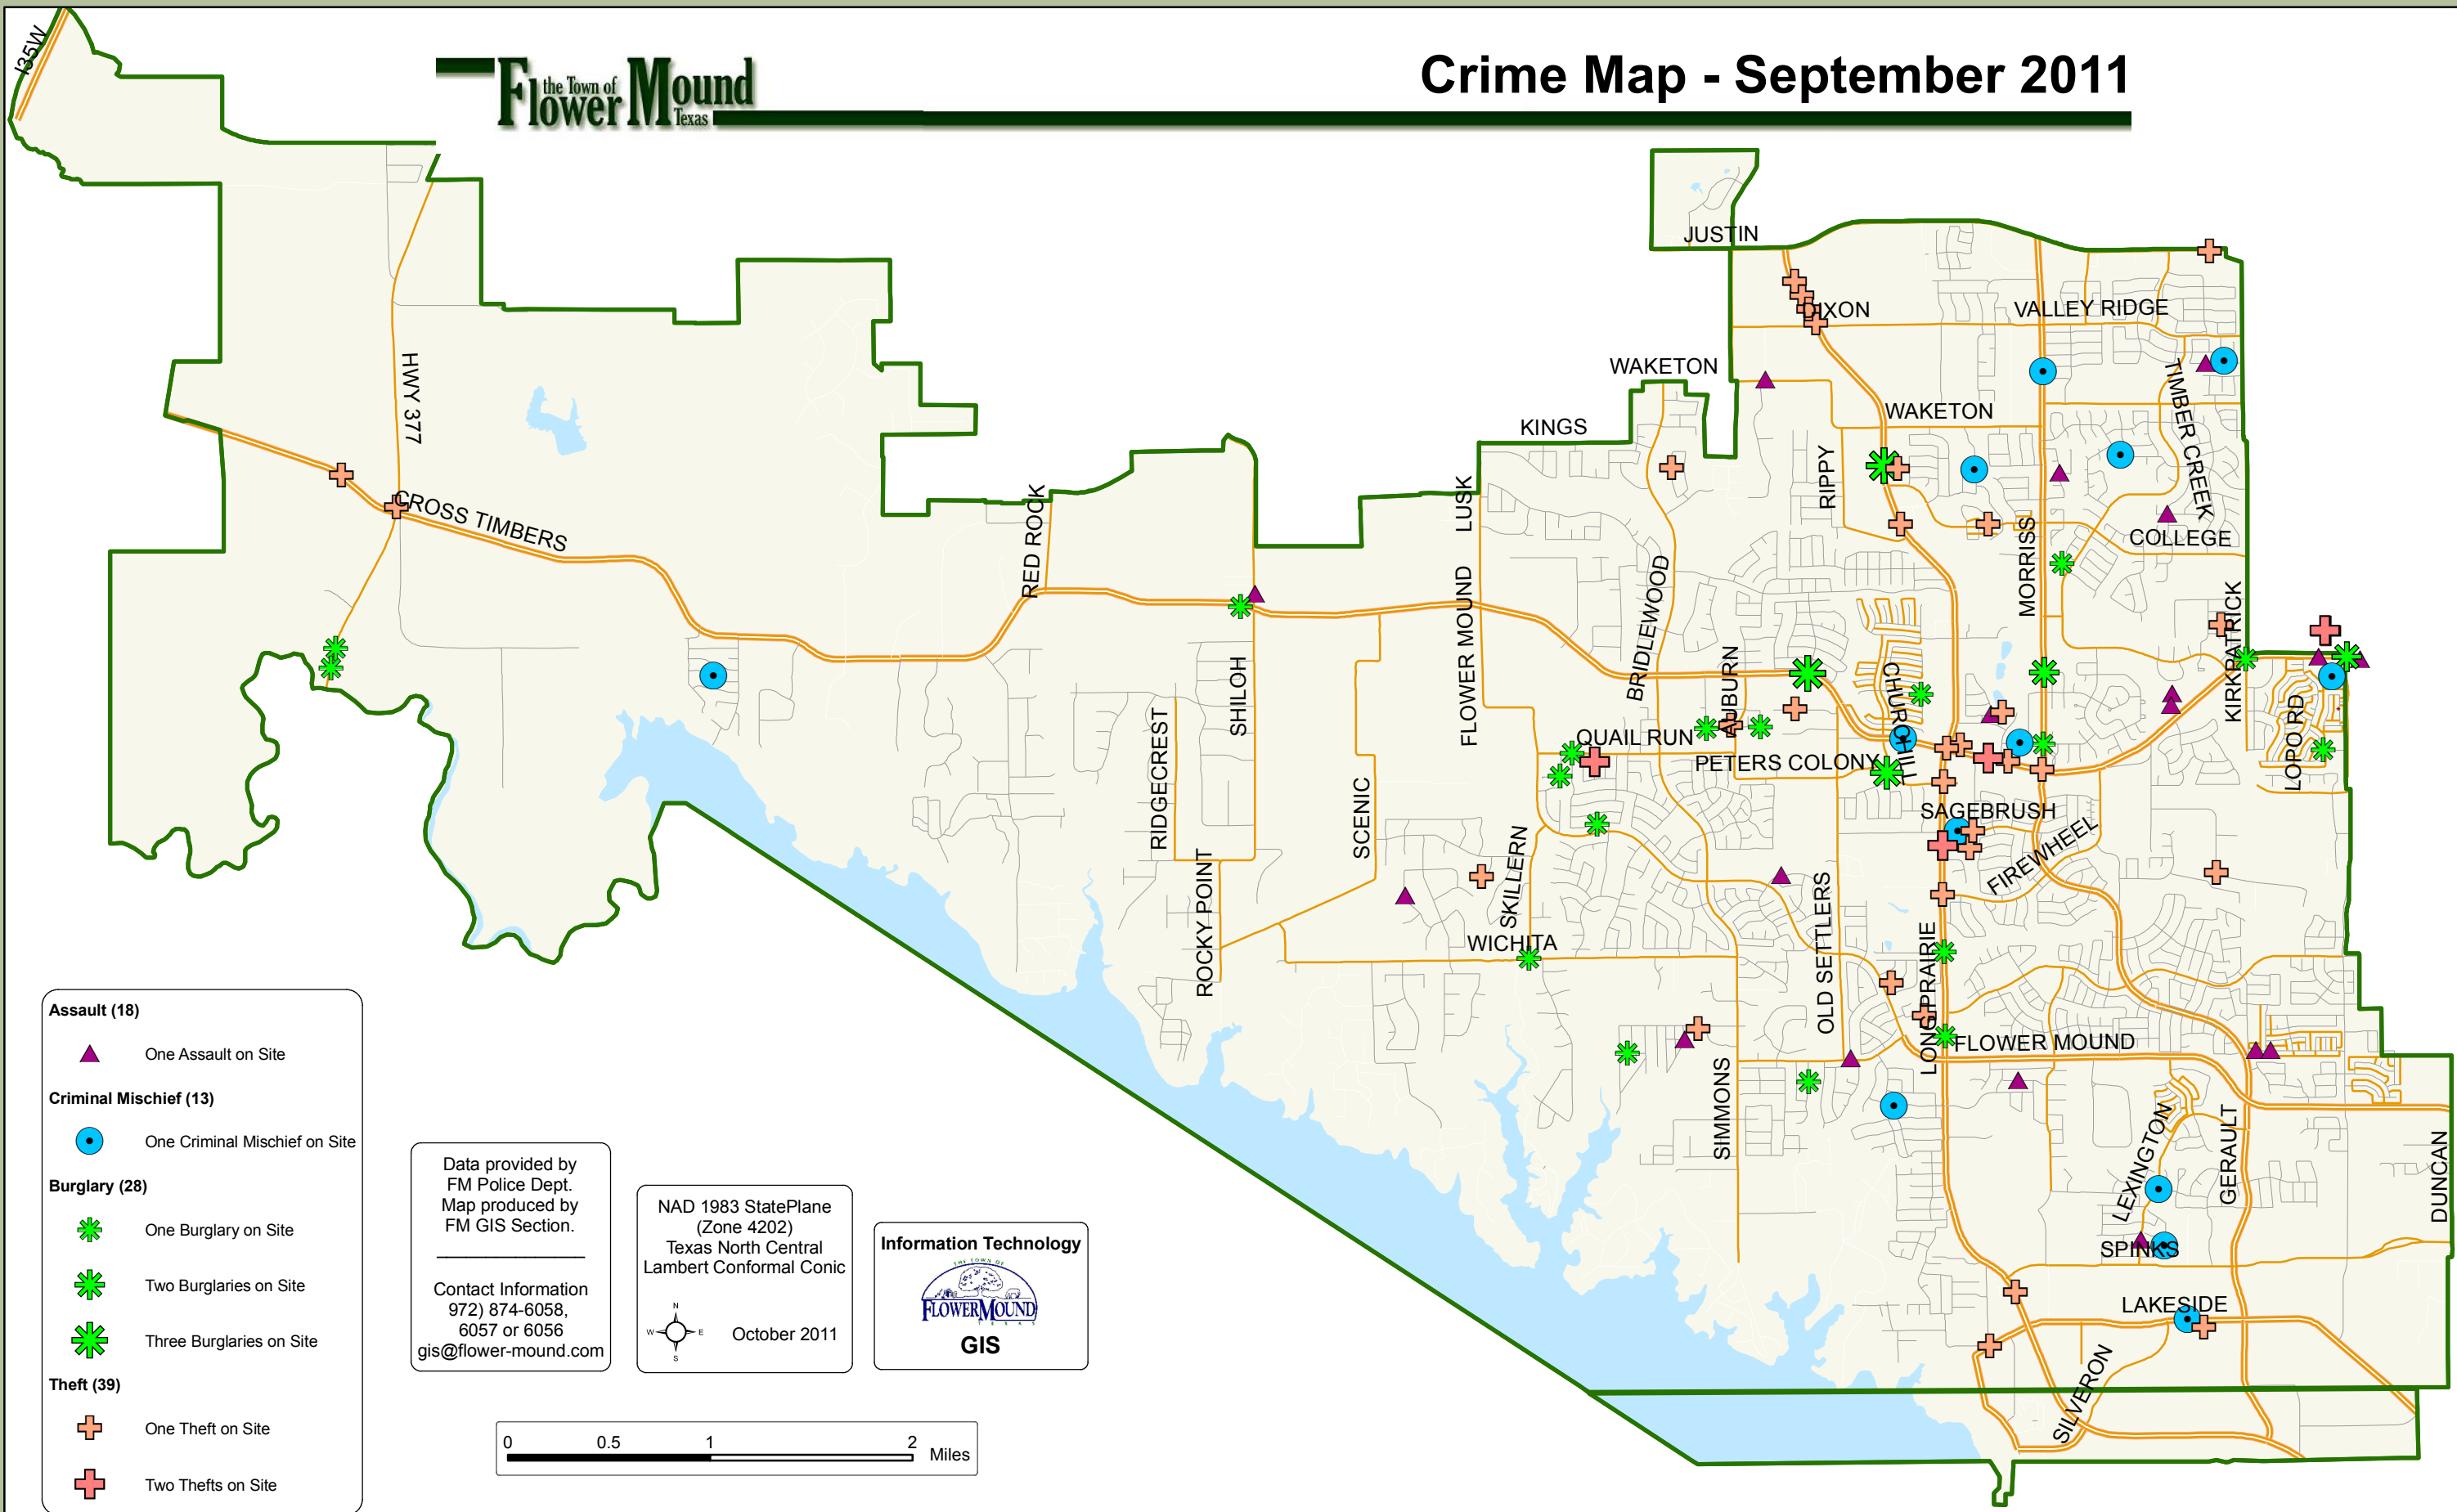 Crime Map - September 2011
the Town of
Flower Mound
Texas
I35W
JUSTIN
DIXON
VALLEY RIDGE
HWY 377
WAKETON
TIMBER CREEK
WAKETON
KINGS
RIPPY
LUSK
CROSS TIMBERS
RED ROCK
MORRISS
COLLEGE
FLOWER MOUND
BRIDLEWOOD
KIRKPATRICK
SHILOH
AUBURN
CHURCHILL
LOPO RD
RIDGECREST
QUAIL RUN
PETERS COLONY
SCENIC
SAGEBRUSH
FIREWHEEL
SKILLERN
ROCKY POINT
OLD SETTLERS
WICHITA
LONG PRAIRIE
FLOWER MOUND
SIMMONS
LEXINGTON
GERAULT
DUNCAN
SPINKS
LAKESIDE
SILVERON
Assault (18)
One Assault on Site
Criminal Mischief (13)
One Criminal Mischief on Site
Burglary (28)
One Burglary on Site
Two Burglaries on Site
Three Burglaries on Site
Theft (39)
One Theft on Site
Two Thefts on Site
Data provided by
FM Police Dept.
Map produced by
FM GIS Section.
Contact Information
972) 874-6058,
6057 or 6056
gis@flower-mound.com
NAD 1983 StatePlane
(Zone 4202)
Texas North Central
Lambert Conformal Conic
N
W E
S
October 2011
Information Technology
THE TOWN OF
FLOWER MOUND
TEXAS
GIS
0 0.5 1 2 Miles